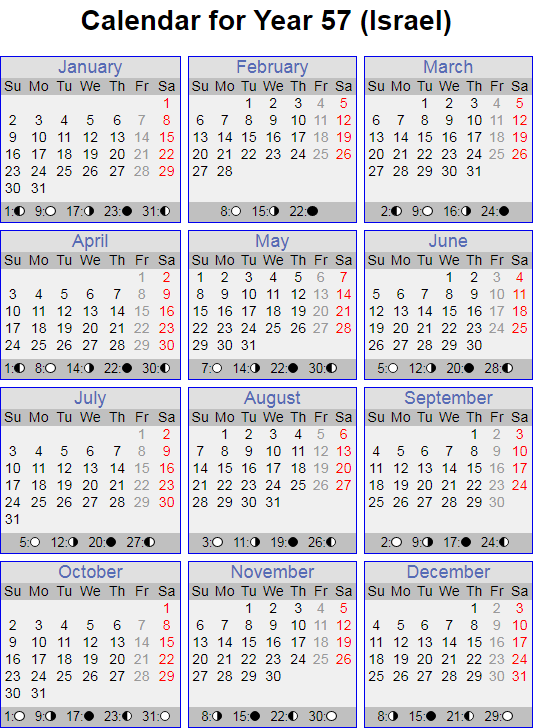 Calendar for Year 57 (Israel)
January
Su Mo Tu We Th Fr Sa
1
2 3 4 5 6 7 8
9 10 11 12 13 14 15
16 17 18 19 20 21 22
23 24 25 26 27 28 29
30 31
1:◐ 9:○ 17:◑ 23:● 31:◐
February
Su Mo Tu We Th Fr Sa
1 2 3 4 5
6 7 8 9 10 11 12
13 14 15 16 17 18 19
20 21 22 23 24 25 26
27 28
8:○ 15:◑ 22:●
March
Su Mo Tu We Th Fr Sa
1 2 3 4 5
6 7 8 9 10 11 12
13 14 15 16 17 18 19
20 21 22 23 24 25 26
27 28 29 30 31
2:◐ 9:○ 16:◑ 24:●
April
Su Mo Tu We Th Fr Sa
1 2
3 4 5 6 7 8 9
10 11 12 13 14 15 16
17 18 19 20 21 22 23
24 25 26 27 28 29 30
1:◐ 8:○ 14:◑ 22:● 30:◐
May
Su Mo Tu We Th Fr Sa
1 2 3 4 5 6 7
8 9 10 11 12 13 14
15 16 17 18 19 20 21
22 23 24 25 26 27 28
29 30 31
7:○ 14:◑ 22:● 30:◐
June
Su Mo Tu We Th Fr Sa
1 2 3 4
5 6 7 8 9 10 11
12 13 14 15 16 17 18
19 20 21 22 23 24 25
26 27 28 29 30
5:○ 12:◑ 20:● 28:◐
July
Su Mo Tu We Th Fr Sa
1 2
3 4 5 6 7 8 9
10 11 12 13 14 15 16
17 18 19 20 21 22 23
24 25 26 27 28 29 30
31
5:○ 12:◑ 20:● 27:◐
August
Su Mo Tu We Th Fr Sa
1 2 3 4 5 6
7 8 9 10 11 12 13
14 15 16 17 18 19 20
21 22 23 24 25 26 27
28 29 30 31
3:○ 11:◑ 19:● 26:◐
September
Su Mo Tu We Th Fr Sa
1 2 3
4 5 6 7 8 9 10
11 12 13 14 15 16 17
18 19 20 21 22 23 24
25 26 27 28 29 30
2:○ 9:◑ 17:● 24:◐
October
Su Mo Tu We Th Fr Sa
1
2 3 4 5 6 7 8
9 10 11 12 13 14 15
16 17 18 19 20 21 22
23 24 25 26 27 28 29
30 31
1:○ 9:◑ 17:● 23:◐ 31:○
November
Su Mo Tu We Th Fr Sa
1 2 3 4 5
6 7 8 9 10 11 12
13 14 15 16 17 18 19
20 21 22 23 24 25 26
27 28 29 30
8:◑ 15:● 22:◐ 30:○
December
Su Mo Tu We Th Fr Sa
1 2 3
4 5 6 7 8 9 10
11 12 13 14 15 16 17
18 19 20 21 22 23 24
25 26 27 28 29 30 31
8:◑ 15:● 21:◐ 29:○